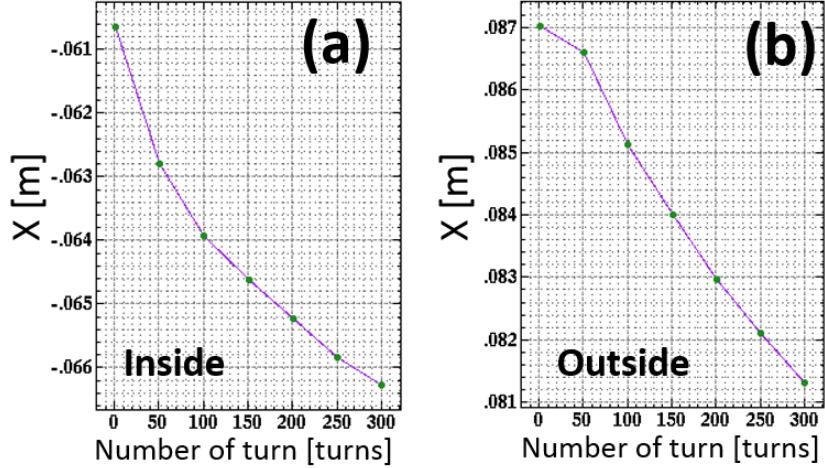 (a)
-.061
-.062
-.063
-.064
-.065
-.066
X [m]
Inside
0 50 100 150 200 250 300
Number of turn [turns]
(b)
.087
.086
.085
.084
.083
.082
.081
X [m]
Outside
0 50 100 150 200 250 300
Number of turn [turns]